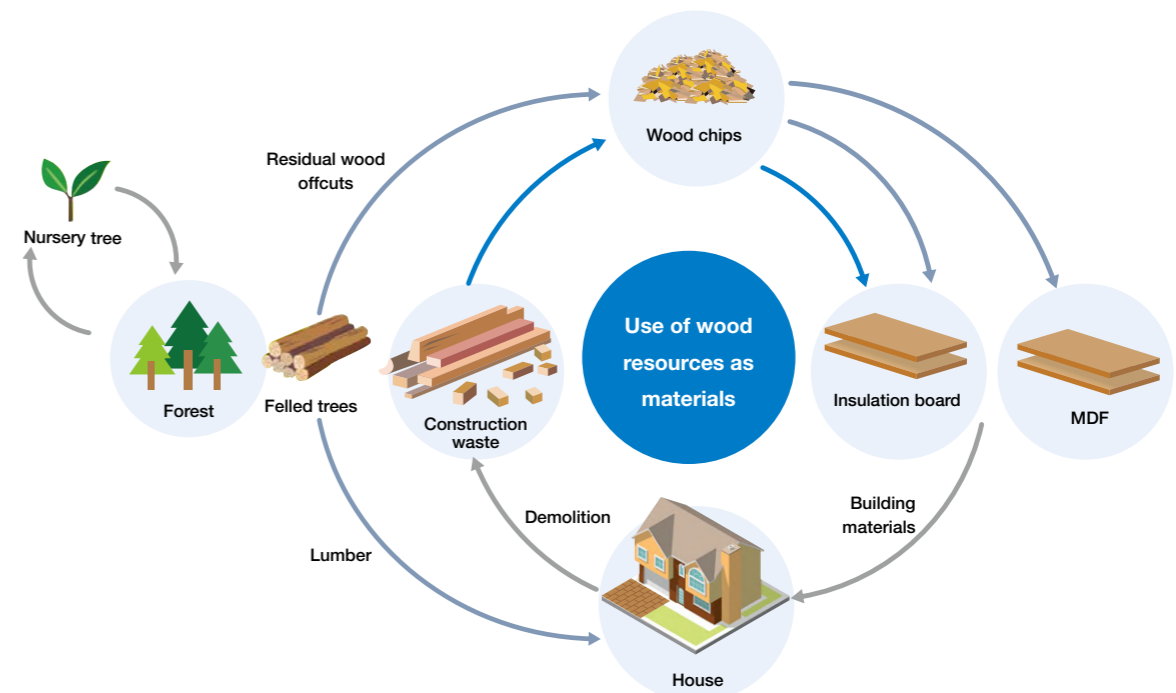 Wood chips
Residual wood
offcuts
Nursery tree
Use of wood
resources as
materials
Forest
Felled trees
Construction
waste
Insulation board
MDF
Demolition
Building
materials
Lumber
House